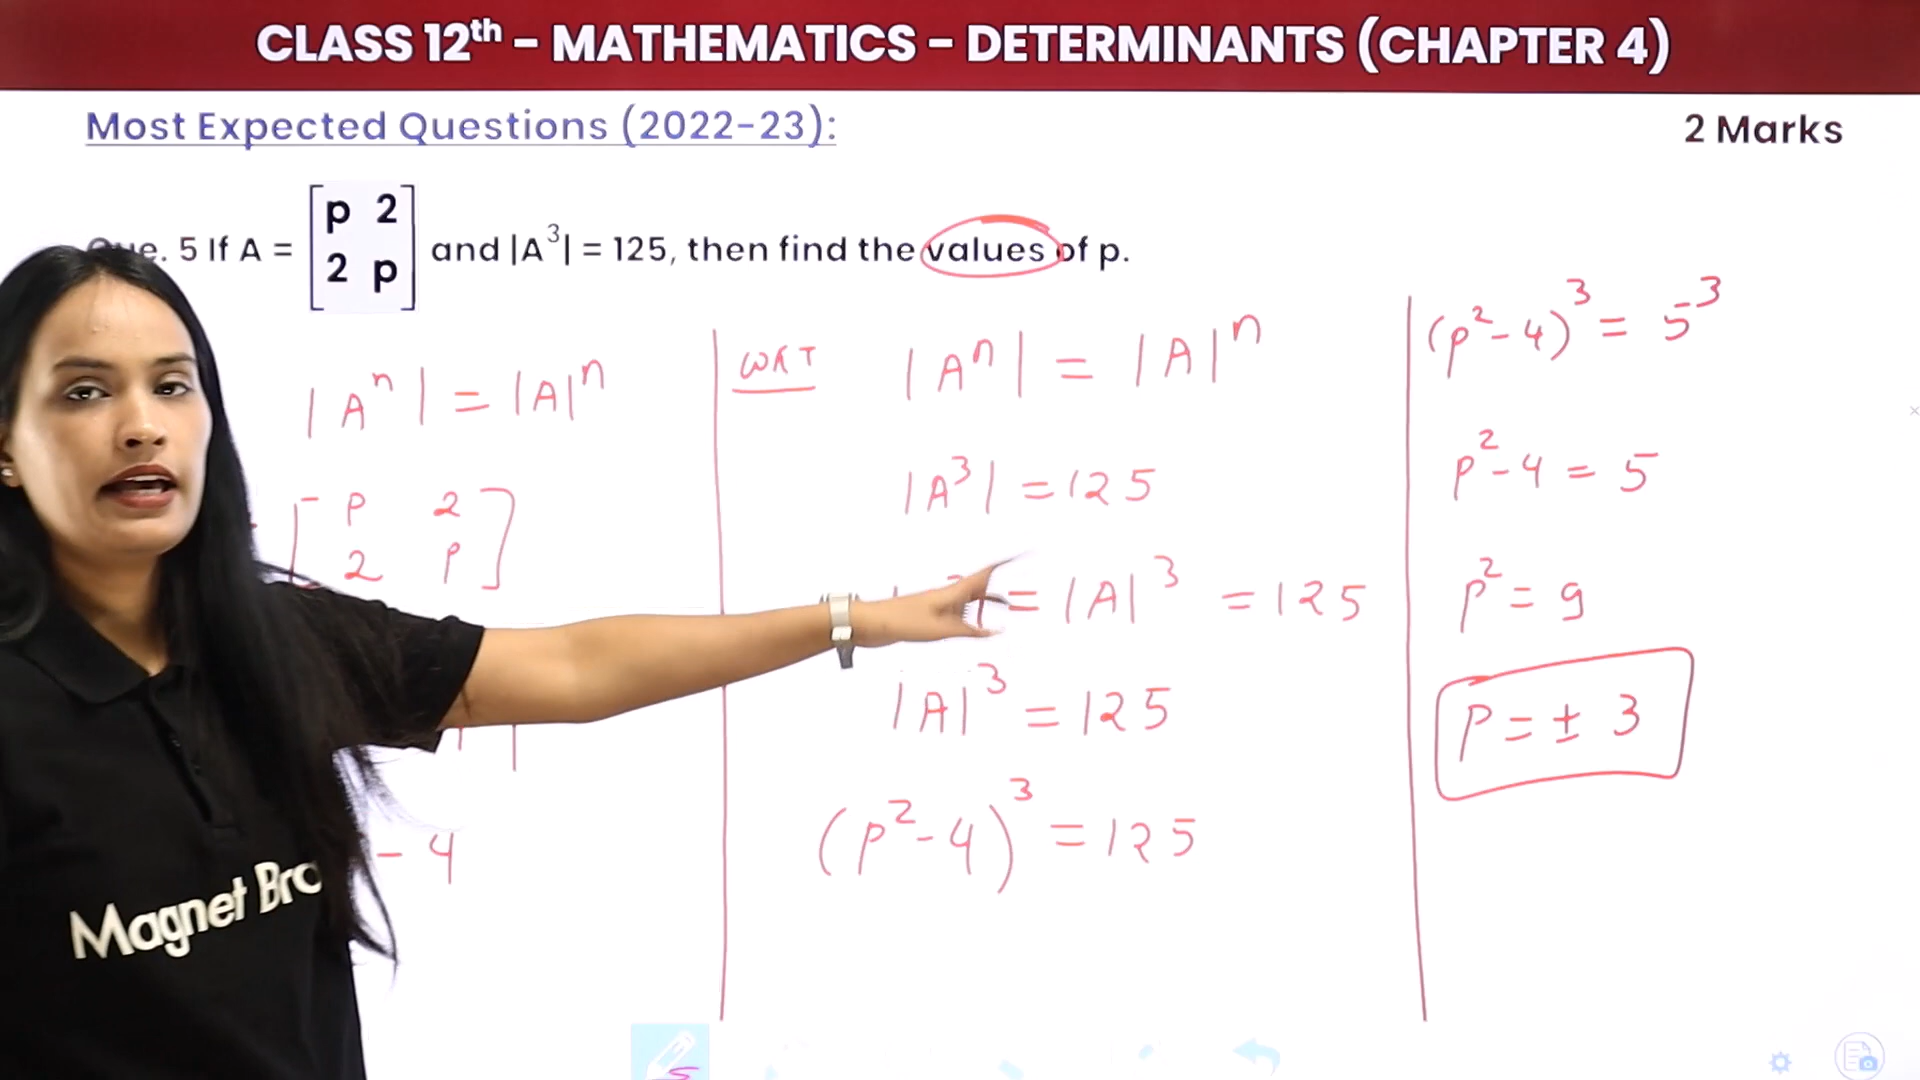 CLASS 12th - MATHEMATICS - DETERMINANTS (CHAPTER 4)
Most Expected Questions (2022-23):
2 Marks
Que. 5 If A = [p 2
2 p] and |A³| = 125, then find the values of p.
|Aⁿ| = |A|ⁿ
[p 2
2 p]
- 4
WKT |Aⁿ| = |A|ⁿ
|A³| = 125
= |A|³ = 125
|A|³ = 125
(p²-4)³ = 125
(p²-4)³ = 5³
p²-4 = 5
p² = 9
p = ± 3
Magnet Bro